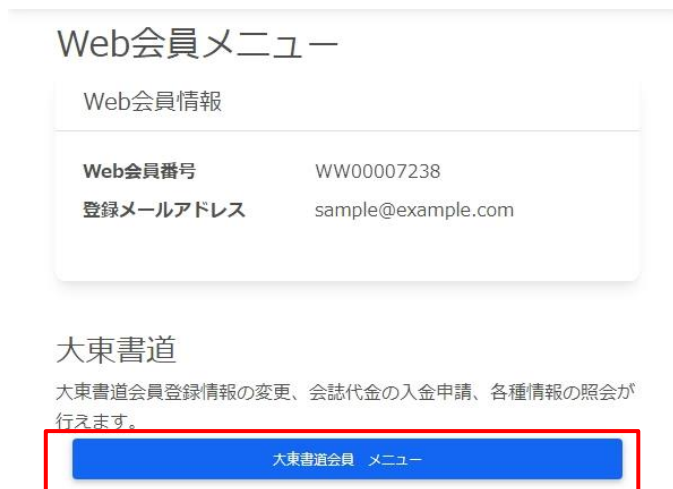 Web会員メニュー
Web会員情報
Web会員番号 WW00007238
登録メールアドレス sample@example.com
大東書道
大東書道会員登録情報の変更、会誌代金の入金申請、各種情報の照会が
行えます。
大東書道会員　メニュー